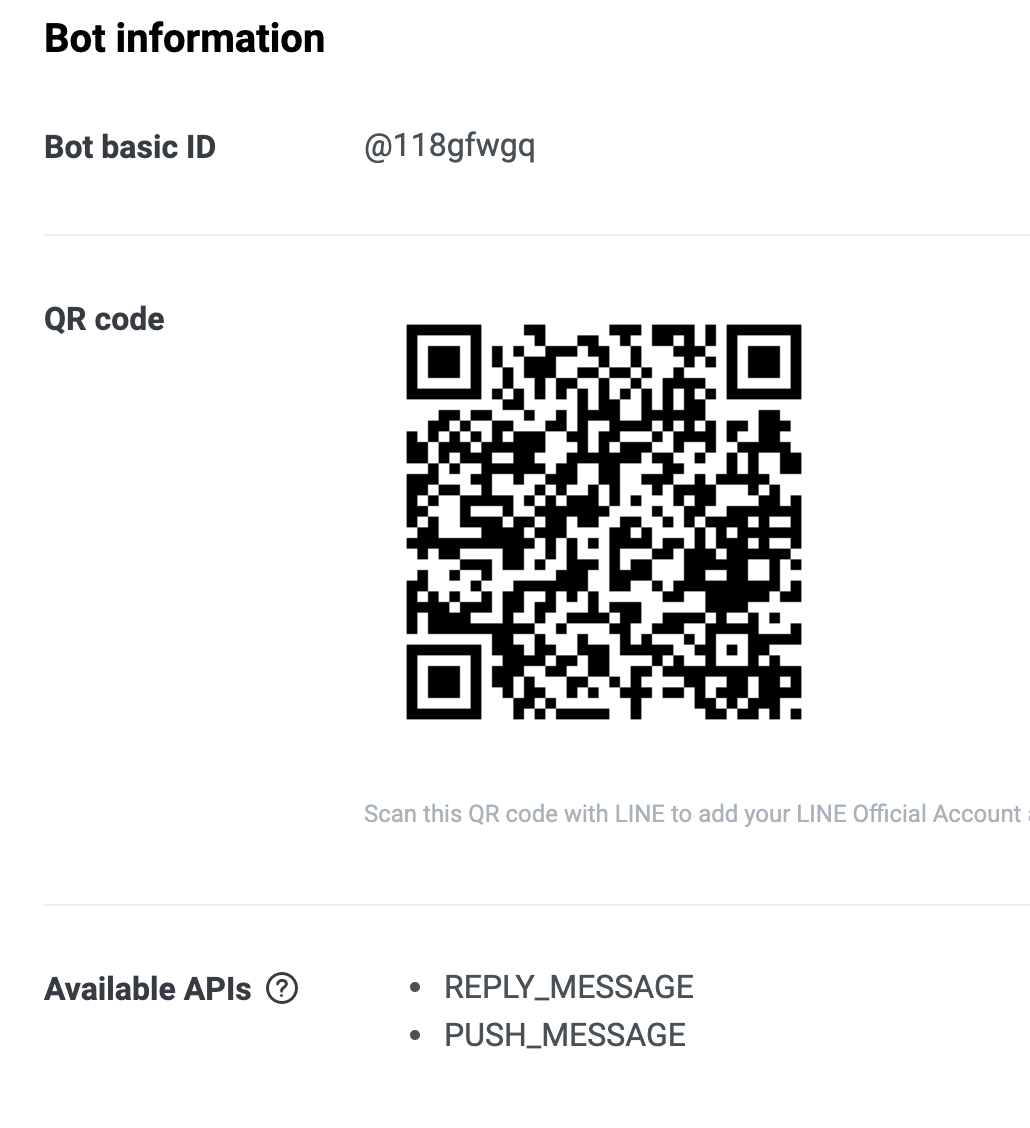 Bot information
Bot basic ID @118gfwgq
QR code
Scan this QR code with LINE to add your LINE Official Account
Available APIs ?
REPLY_MESSAGE
PUSH_MESSAGE